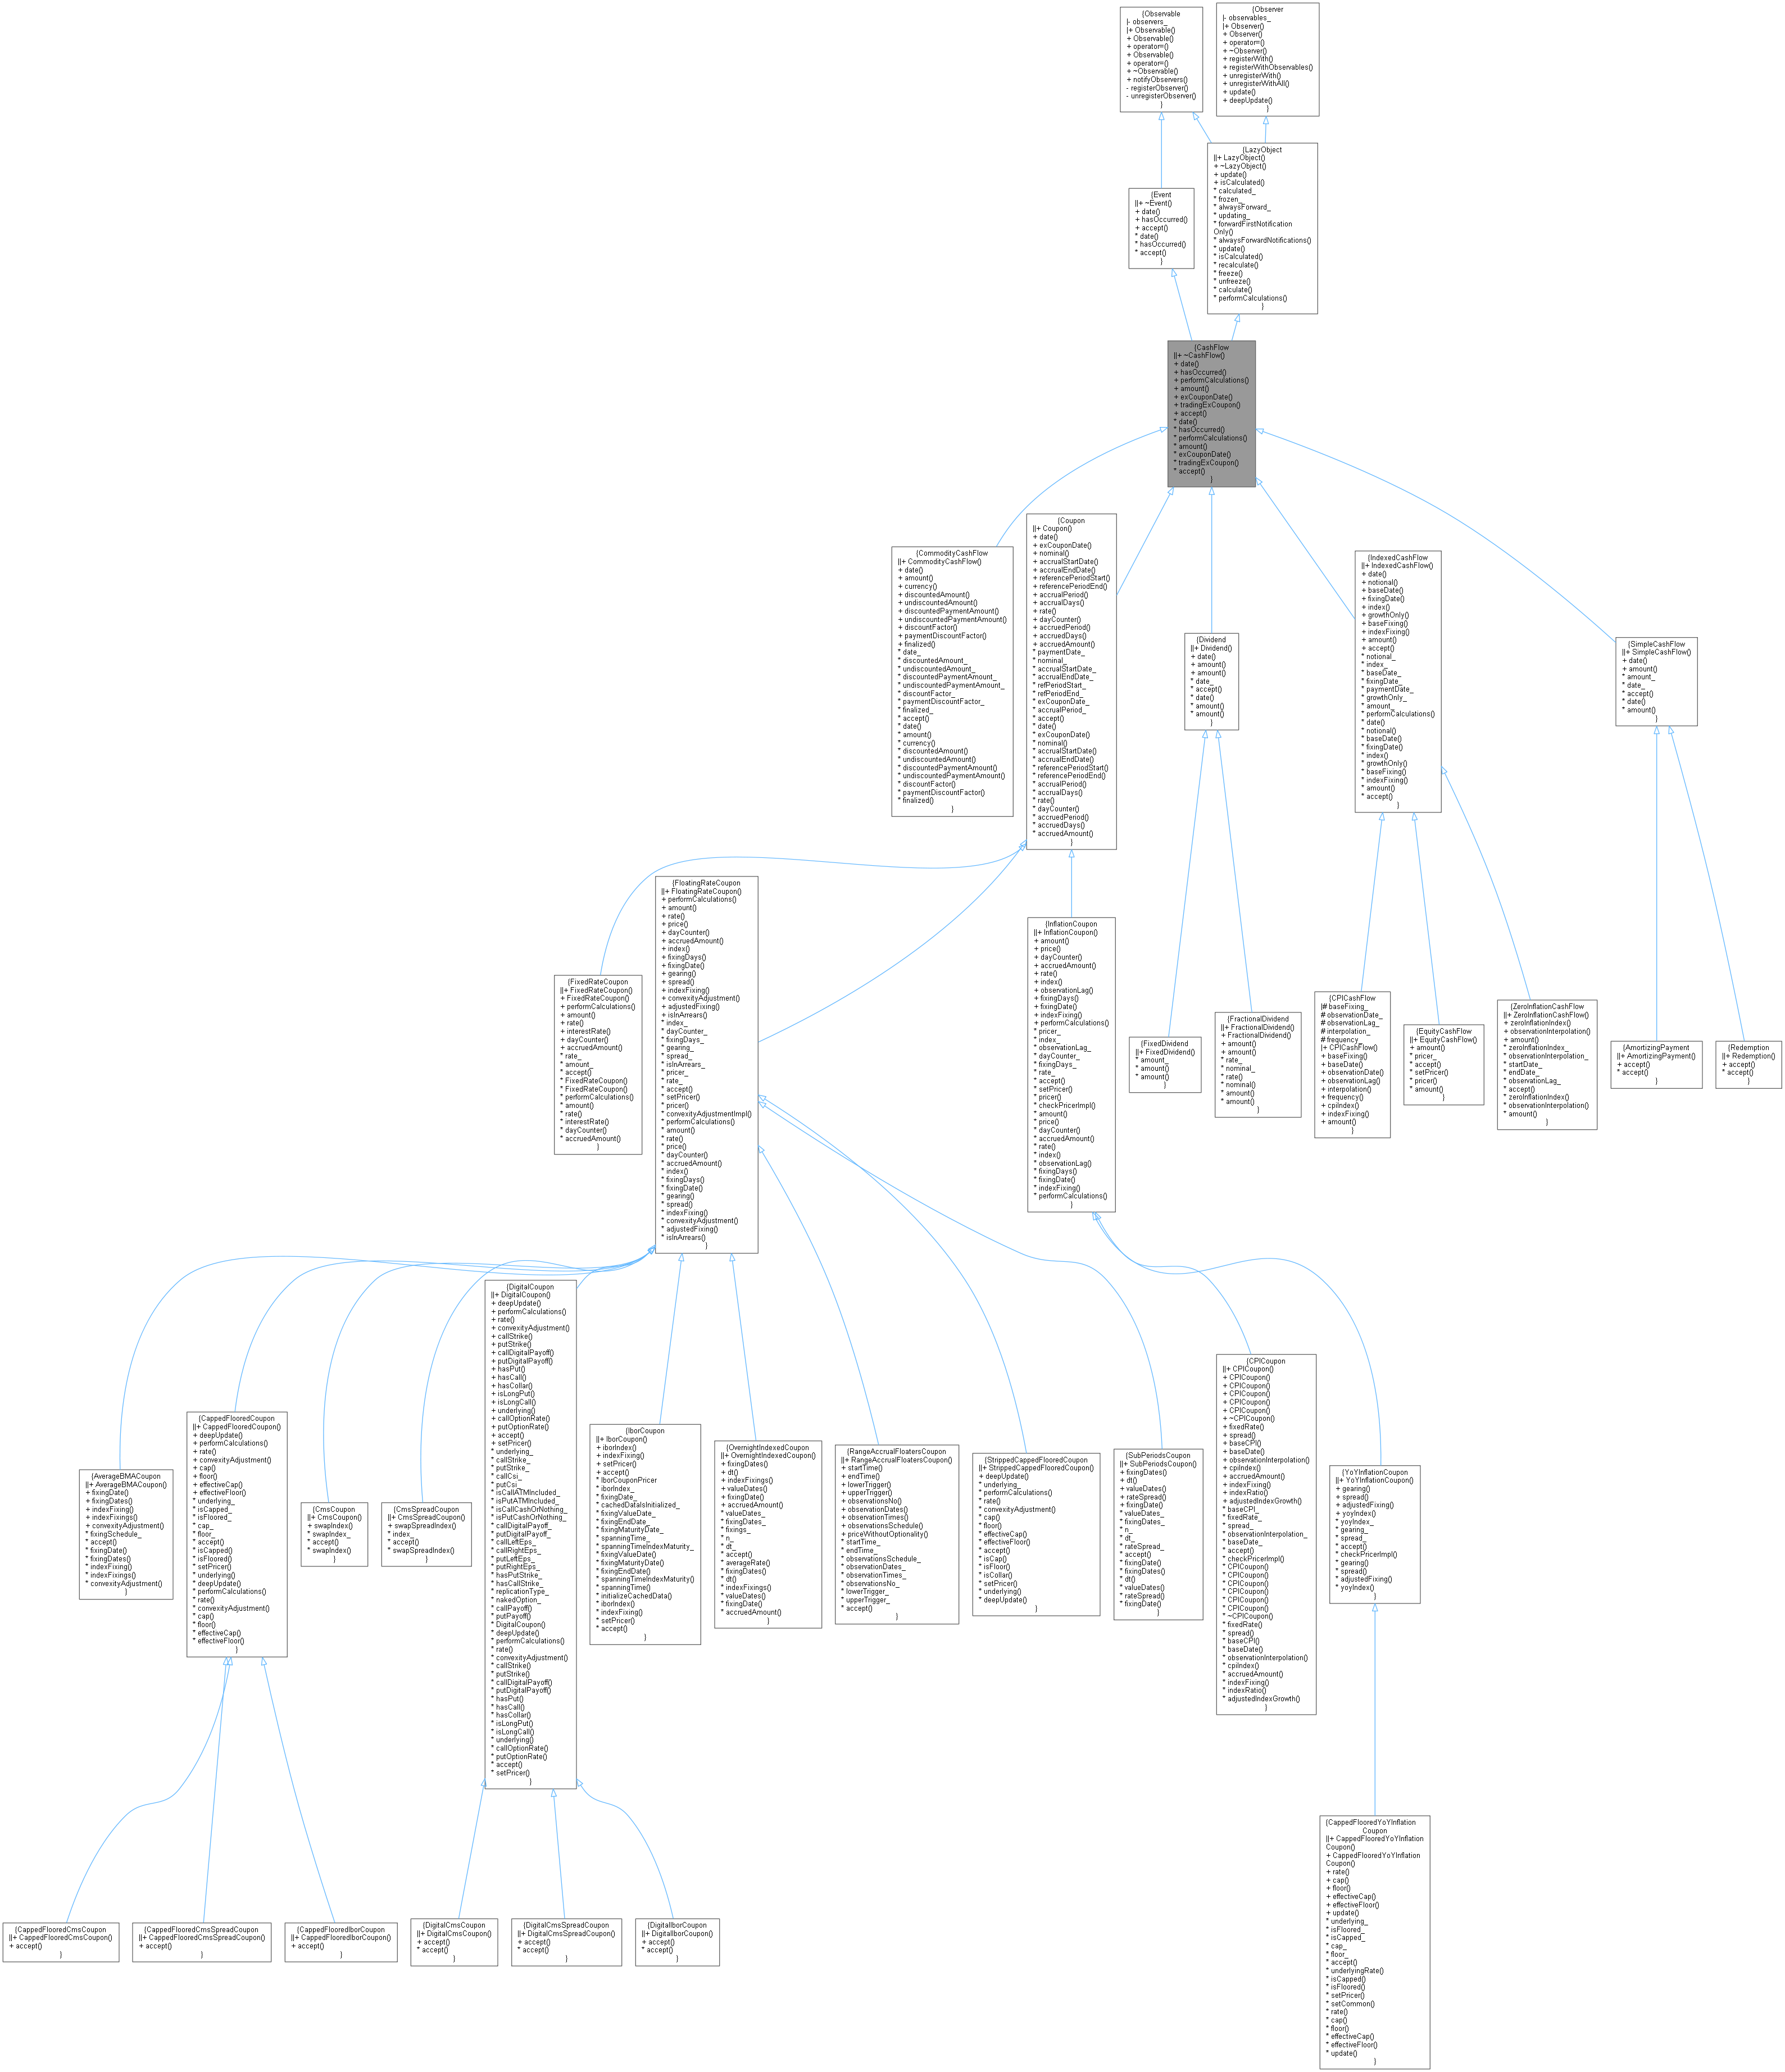 {Observable
|- observers_
|+ Observable()
+ Observable()
+ operator=()
+ Observable()
+ operator=()
+ ~Observable()
+ notifyObservers()
- registerObserver()
- unregisterObserver()
}
{Observer
|- observables_
|+ Observer()
+ Observer()
+ operator=()
+ ~Observer()
+ registerWith()
+ registerWithObservables()
+ unregisterWith()
+ unregisterWithAll()
+ update()
+ deepUpdate()
}
{LazyObject
||+ LazyObject()
+ ~LazyObject()
+ update()
+ isCalculated()
* calculated_
* frozen_
* alwaysForward_
* updating_
* forwardFirstNotification
Only()
* alwaysForwardNotifications()
* update()
* isCalculated()
* recalculate()
* freeze()
* unfreeze()
* calculate()
* performCalculations()
}
{Event
||+ ~Event()
+ date()
+ hasOccurred()
+ accept()
* date()
* hasOccurred()
* accept()
}
{CashFlow
||+ ~CashFlow()
+ date()
+ hasOccurred()
+ performCalculations()
+ amount()
+ exCouponDate()
+ tradingExCoupon()
+ accept()
* date()
* hasOccurred()
* performCalculations()
* amount()
* exCouponDate()
* tradingExCoupon()
* accept()
}
{CommodityCashFlow
||+ CommodityCashFlow()
+ date()
+ amount()
+ currency()
+ discountedAmount()
+ undiscountedAmount()
+ discountedPaymentAmount()
+ undiscountedPaymentAmount()
+ discountFactor()
+ paymentDiscountFactor()
+ finalized()
* date_
* discountedAmount_
* undiscountedAmount_
* discountedPaymentAmount_
* undiscountedPaymentAmount_
* discountFactor_
* paymentDiscountFactor_
* finalized_
* accept()
* date()
* amount()
* currency()
* discountedAmount()
* undiscountedAmount()
* discountedPaymentAmount()
* undiscountedPaymentAmount()
* discountFactor()
* paymentDiscountFactor()
* finalized()
}
{Coupon
||+ Coupon()
+ date()
+ exCouponDate()
+ nominal()
+ accrualStartDate()
+ accrualEndDate()
+ referencePeriodStart()
+ referencePeriodEnd()
+ accrualPeriod()
+ accrualDays()
+ rate()
+ dayCounter()
+ accruedPeriod()
+ accruedDays()
+ accruedAmount()
* paymentDate_
* nominal_
* accrualStartDate_
* accrualEndDate_
* refPeriodStart_
* refPeriodEnd_
* exCouponDate_
* accrualPeriod_
* accept()
* date()
* exCouponDate()
* nominal()
* accrualStartDate()
* accrualEndDate()
* referencePeriodStart()
* referencePeriodEnd()
* accrualPeriod()
* accrualDays()
* rate()
* dayCounter()
* accruedPeriod()
* accruedDays()
* accruedAmount()
}
{Dividend
||+ Dividend()
+ date()
+ amount()
+ amount()
* date_
* accept()
* date()
* amount()
* amount()
}
{IndexedCashFlow
||+ IndexedCashFlow()
+ date()
+ notional()
+ baseDate()
+ fixingDate()
+ index()
+ growthOnly()
+ baseFixing()
+ indexFixing()
+ amount()
+ accept()
* notional_
* index_
* baseDate_
* fixingDate_
* paymentDate_
* growthOnly_
* amount_
* performCalculations()
* date()
* notional()
* baseDate()
* fixingDate()
* index()
* growthOnly()
* baseFixing()
* indexFixing()
* amount()
* accept()
}
{SimpleCashFlow
||+ SimpleCashFlow()
+ date()
+ amount()
* amount_
* date_
* accept()
* date()
* amount()
}
{FixedRateCoupon
||+ FixedRateCoupon()
+ FixedRateCoupon()
+ performCalculations()
+ amount()
+ rate()
+ interestRate()
+ dayCounter()
+ accruedAmount()
* rate_
* amount_
* accept()
* FixedRateCoupon()
* FixedRateCoupon()
* performCalculations()
* amount()
* rate()
* interestRate()
* dayCounter()
* accruedAmount()
}
{FloatingRateCoupon
||+ FloatingRateCoupon()
+ performCalculations()
+ amount()
+ rate()
+ price()
+ dayCounter()
+ accruedAmount()
+ index()
+ fixingDays()
+ fixingDate()
+ gearing()
+ spread()
+ indexFixing()
+ convexityAdjustment()
+ adjustedFixing()
+ isInArrears()
* index_
* dayCounter_
* fixingDays_
* gearing_
* spread_
* isInArrears_
* pricer_
* rate_
* accept()
* setPricer()
* pricer()
* convexityAdjustmentImpl()
* performCalculations()
* amount()
* rate()
* price()
* dayCounter()
* accruedAmount()
* index()
* fixingDays()
* fixingDate()
* gearing()
* spread()
* indexFixing()
* convexityAdjustment()
* adjustedFixing()
* isInArrears()
}
{InflationCoupon
||+ InflationCoupon()
+ amount()
+ price()
+ dayCounter()
+ accruedAmount()
+ rate()
+ index()
+ observationLag()
+ fixingDays()
+ fixingDate()
+ indexFixing()
+ performCalculations()
* pricer_
* index_
* observationLag_
* dayCounter_
* fixingDays_
* rate_
* accept()
* setPricer()
* pricer()
* checkPricerImpl()
* amount()
* price()
* dayCounter()
* accruedAmount()
* rate()
* index()
* observationLag()
* fixingDays()
* fixingDate()
* indexFixing()
* performCalculations()
}
{FixedDividend
||+ FixedDividend()
* amount_
* amount()
* amount()
}
{FractionalDividend
||+ FractionalDividend()
+ FractionalDividend()
+ amount()
+ amount()
* rate_
* nominal_
* rate()
* nominal()
* amount()
* amount()
}
{CPICashFlow
|# baseFixing_
# observationDate_
# observationLag_
# interpolation_
# frequency_
|+ CPICashFlow()
+ baseFixing()
+ baseDate()
+ observationDate()
+ observationLag()
+ interpolation()
+ frequency()
+ cpiIndex()
+ indexFixing()
+ amount()
}
{EquityCashFlow
||+ EquityCashFlow()
+ amount()
* pricer_
* accept()
* setPricer()
* pricer()
* amount()
}
{ZeroInflationCashFlow
||+ ZeroInflationCashFlow()
+ zeroInflationIndex()
+ observationInterpolation()
+ amount()
* zeroInflationIndex_
* observationInterpolation_
* startDate_
* endDate_
* observationLag_
* accept()
* zeroInflationIndex()
* observationInterpolation()
* amount()
}
{AmortizingPayment
||+ AmortizingPayment()
+ accept()
* accept()
}
{Redemption
||+ Redemption()
+ accept()
* accept()
}
{AverageBMACoupon
||+ AverageBMACoupon()
+ fixingDate()
+ fixingDates()
+ indexFixing()
+ indexFixings()
+ convexityAdjustment()
* fixingSchedule_
* accept()
* fixingDate()
* fixingDates()
* indexFixing()
* indexFixings()
* convexityAdjustment()
}
{CappedFlooredCoupon
||+ CappedFlooredCoupon()
+ deepUpdate()
+ performCalculations()
+ rate()
+ convexityAdjustment()
+ cap()
+ floor()
+ effectiveCap()
+ effectiveFloor()
* underlying_
* isCapped_
* isFloored_
* cap_
* floor_
* accept()
* isCapped()
* isFloored()
* setPricer()
* underlying()
* deepUpdate()
* performCalculations()
* rate()
* convexityAdjustment()
* cap()
* floor()
* effectiveCap()
* effectiveFloor()
}
{CmsCoupon
||+ CmsCoupon()
+ swapIndex()
* swapIndex_
* accept()
* swapIndex()
}
{CmsSpreadCoupon
||+ CmsSpreadCoupon()
+ swapSpreadIndex()
* index_
* accept()
* swapSpreadIndex()
}
{DigitalCoupon
||+ DigitalCoupon()
+ deepUpdate()
+ performCalculations()
+ rate()
+ convexityAdjustment()
+ callStrike()
+ putStrike()
+ callDigitalPayoff()
+ putDigitalPayoff()
+ hasPut()
+ hasCall()
+ hasCollar()
+ isLongPut()
+ isLongCall()
+ underlying()
+ callOptionRate()
+ putOptionRate()
+ accept()
+ setPricer()
* underlying_
* callStrike_
* putStrike_
* callCsi_
* putCsi_
* isCallATMIncluded_
* isPutATMIncluded_
* isCallCashOrNothing_
* isPutCashOrNothing_
* callDigitalPayoff_
* putDigitalPayoff_
* callLeftEps_
* callRightEps_
* putLeftEps_
* putRightEps_
* hasPutStrike_
* hasCallStrike_
* replicationType_
* nakedOption_
* callPayoff()
* putPayoff()
* DigitalCoupon()
* deepUpdate()
* performCalculations()
* rate()
* convexityAdjustment()
* callStrike()
* putStrike()
* callDigitalPayoff()
* putDigitalPayoff()
* hasPut()
* hasCall()
* hasCollar()
* isLongPut()
* isLongCall()
* underlying()
* callOptionRate()
* putOptionRate()
* accept()
* setPricer()
}
{IborCoupon
||+ IborCoupon()
+ iborIndex()
+ indexFixing()
+ setPricer()
+ accept()
* IborCouponPricer
* iborIndex_
* fixingDate_
* cachedDataIsInitialized_
* fixingValueDate_
* fixingEndDate_
* fixingMaturityDate_
* spanningTime_
* spanningTimeIndexMaturity_
* fixingValueDate()
* fixingMaturityDate()
* fixingEndDate()
* spanningTimeIndexMaturity()
* spanningTime()
* initializeCachedData()
* iborIndex()
* indexFixing()
* setPricer()
* accept()
}
{OvernightIndexedCoupon
||+ OvernightIndexedCoupon()
+ fixingDates()
+ dt()
+ indexFixings()
+ valueDates()
+ fixingDate()
+ accruedAmount()
* valueDates_
* fixingDates_
* fixings_
* n_
* dt_
* accept()
* averageRate()
* fixingDates()
* dt()
* indexFixings()
* valueDates()
* fixingDate()
* accruedAmount()
}
{RangeAccrualFloatersCoupon
||+ RangeAccrualFloatersCoupon()
+ startTime()
+ endTime()
+ lowerTrigger()
+ upperTrigger()
+ observationsNo()
+ observationDates()
+ observationTimes()
+ observationsSchedule()
+ priceWithoutOptionality()
* startTime_
* endTime_
* observationsSchedule_
* observationDates_
* observationTimes_
* observationsNo_
* lowerTrigger_
* upperTrigger_
* accept()
}
{StrippedCappedFlooredCoupon
||+ StrippedCappedFlooredCoupon()
+ deepUpdate()
* underlying_
* performCalculations()
* rate()
* convexityAdjustment()
* cap()
* floor()
* effectiveCap()
* effectiveFloor()
* accept()
* isCap()
* isFloor()
* isCollar()
* setPricer()
* underlying()
* deepUpdate()
}
{SubPeriodsCoupon
||+ SubPeriodsCoupon()
+ fixingDates()
+ dt()
+ valueDates()
+ rateSpread()
+ fixingDate()
* valueDates_
* fixingDates_
* n_
* dt_
* rateSpread_
* accept()
* fixingDate()
* fixingDates()
* dt()
* valueDates()
* rateSpread()
* fixingDate()
}
{CPICoupon
||+ CPICoupon()
+ CPICoupon()
+ CPICoupon()
+ CPICoupon()
+ CPICoupon()
+ CPICoupon()
+ ~CPICoupon()
+ fixedRate()
+ spread()
+ baseCPI()
+ baseDate()
+ observationInterpolation()
+ cpiIndex()
+ accruedAmount()
+ indexFixing()
+ indexRatio()
+ adjustedIndexGrowth()
* baseCPI_
* fixedRate_
* spread_
* observationInterpolation_
* baseDate_
* accept()
* checkPricerImpl()
* CPICoupon()
* CPICoupon()
* CPICoupon()
* CPICoupon()
* CPICoupon()
* CPICoupon()
* ~CPICoupon()
* fixedRate()
* spread()
* baseCPI()
* baseDate()
* observationInterpolation()
* cpiIndex()
* accruedAmount()
* indexFixing()
* indexRatio()
* adjustedIndexGrowth()
}
{YoYInflationCoupon
||+ YoYInflationCoupon()
+ gearing()
+ spread()
+ adjustedFixing()
+ yoyIndex()
* yoyIndex_
* gearing_
* spread_
* accept()
* checkPricerImpl()
* gearing()
* spread()
* adjustedFixing()
* yoyIndex()
}
{CappedFlooredCmsCoupon
||+ CappedFlooredCmsCoupon()
+ accept()
}
{CappedFlooredCmsSpreadCoupon
||+ CappedFlooredCmsSpreadCoupon()
+ accept()
}
{CappedFlooredIborCoupon
||+ CappedFlooredIborCoupon()
+ accept()
}
{DigitalCmsCoupon
||+ DigitalCmsCoupon()
+ accept()
* accept()
}
{DigitalCmsSpreadCoupon
||+ DigitalCmsSpreadCoupon()
+ accept()
* accept()
}
{DigitalIborCoupon
||+ DigitalIborCoupon()
+ accept()
* accept()
}
{CappedFlooredYoYInflation
Coupon
||+ CappedFlooredYoYInflation
Coupon()
+ CappedFlooredYoYInflation
Coupon()
+ rate()
+ cap()
+ floor()
+ effectiveCap()
+ effectiveFloor()
+ update()
* underlying_
* isFloored_
* isCapped_
* cap_
* floor_
* accept()
* underlyingRate()
* isCapped()
* isFloored()
* setPricer()
* setCommon()
* rate()
* cap()
* floor()
* effectiveCap()
* effectiveFloor()
* update()
}